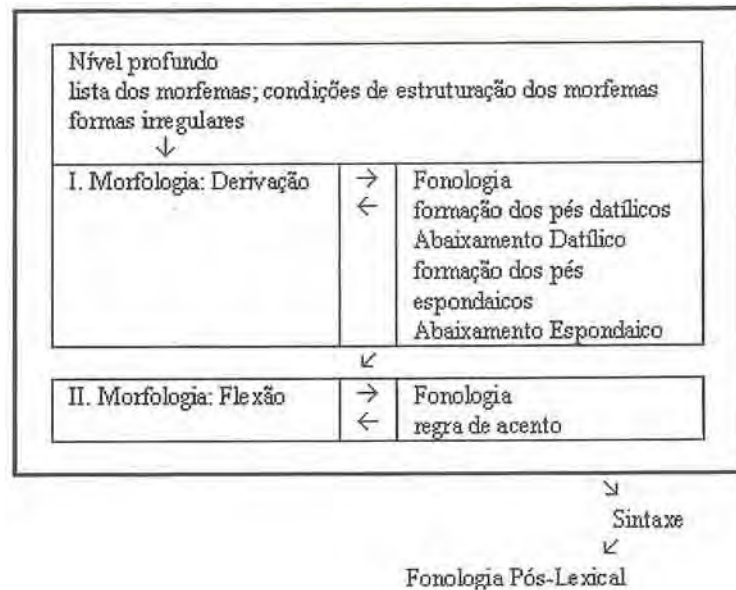 Nível profundo
lista dos morfemas; condições de estruturação dos morfemas
formas irregulares
↓
I. Morfologia: Derivação → Fonologia
← formação dos pés datílicos
Abaixamento Datílico
formação dos pés
espondaicos
Abaixamento Espondaico
↙
II. Morfologia: Flexão → Fonologia
← regra de acento
↘
Sintaxe
↙
Fonologia Pós-Lexical